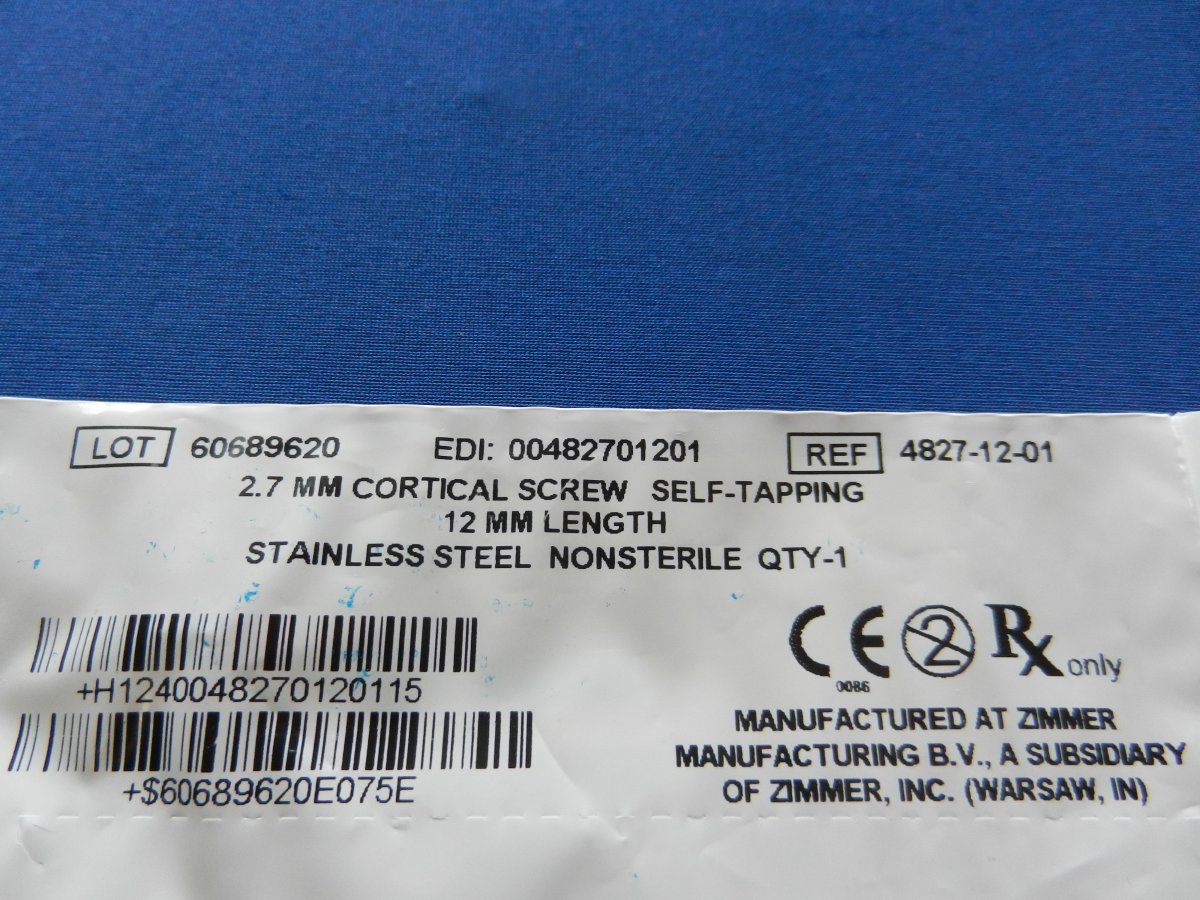 LOT 60689620 EDI: 00482701201 REF 4827-12-01
2.7 MM CORTICAL SCREW SELF-TAPPING
12 MM LENGTH
STAINLESS STEEL NONSTERILE QTY-1
+H1240048270120115
+$60689620E075E
CE 2 Rx only
0086
MANUFACTURED AT ZIMMER
MANUFACTURING B.V., A SUBSIDIARY
OF ZIMMER, INC. (WARSAW, IN)